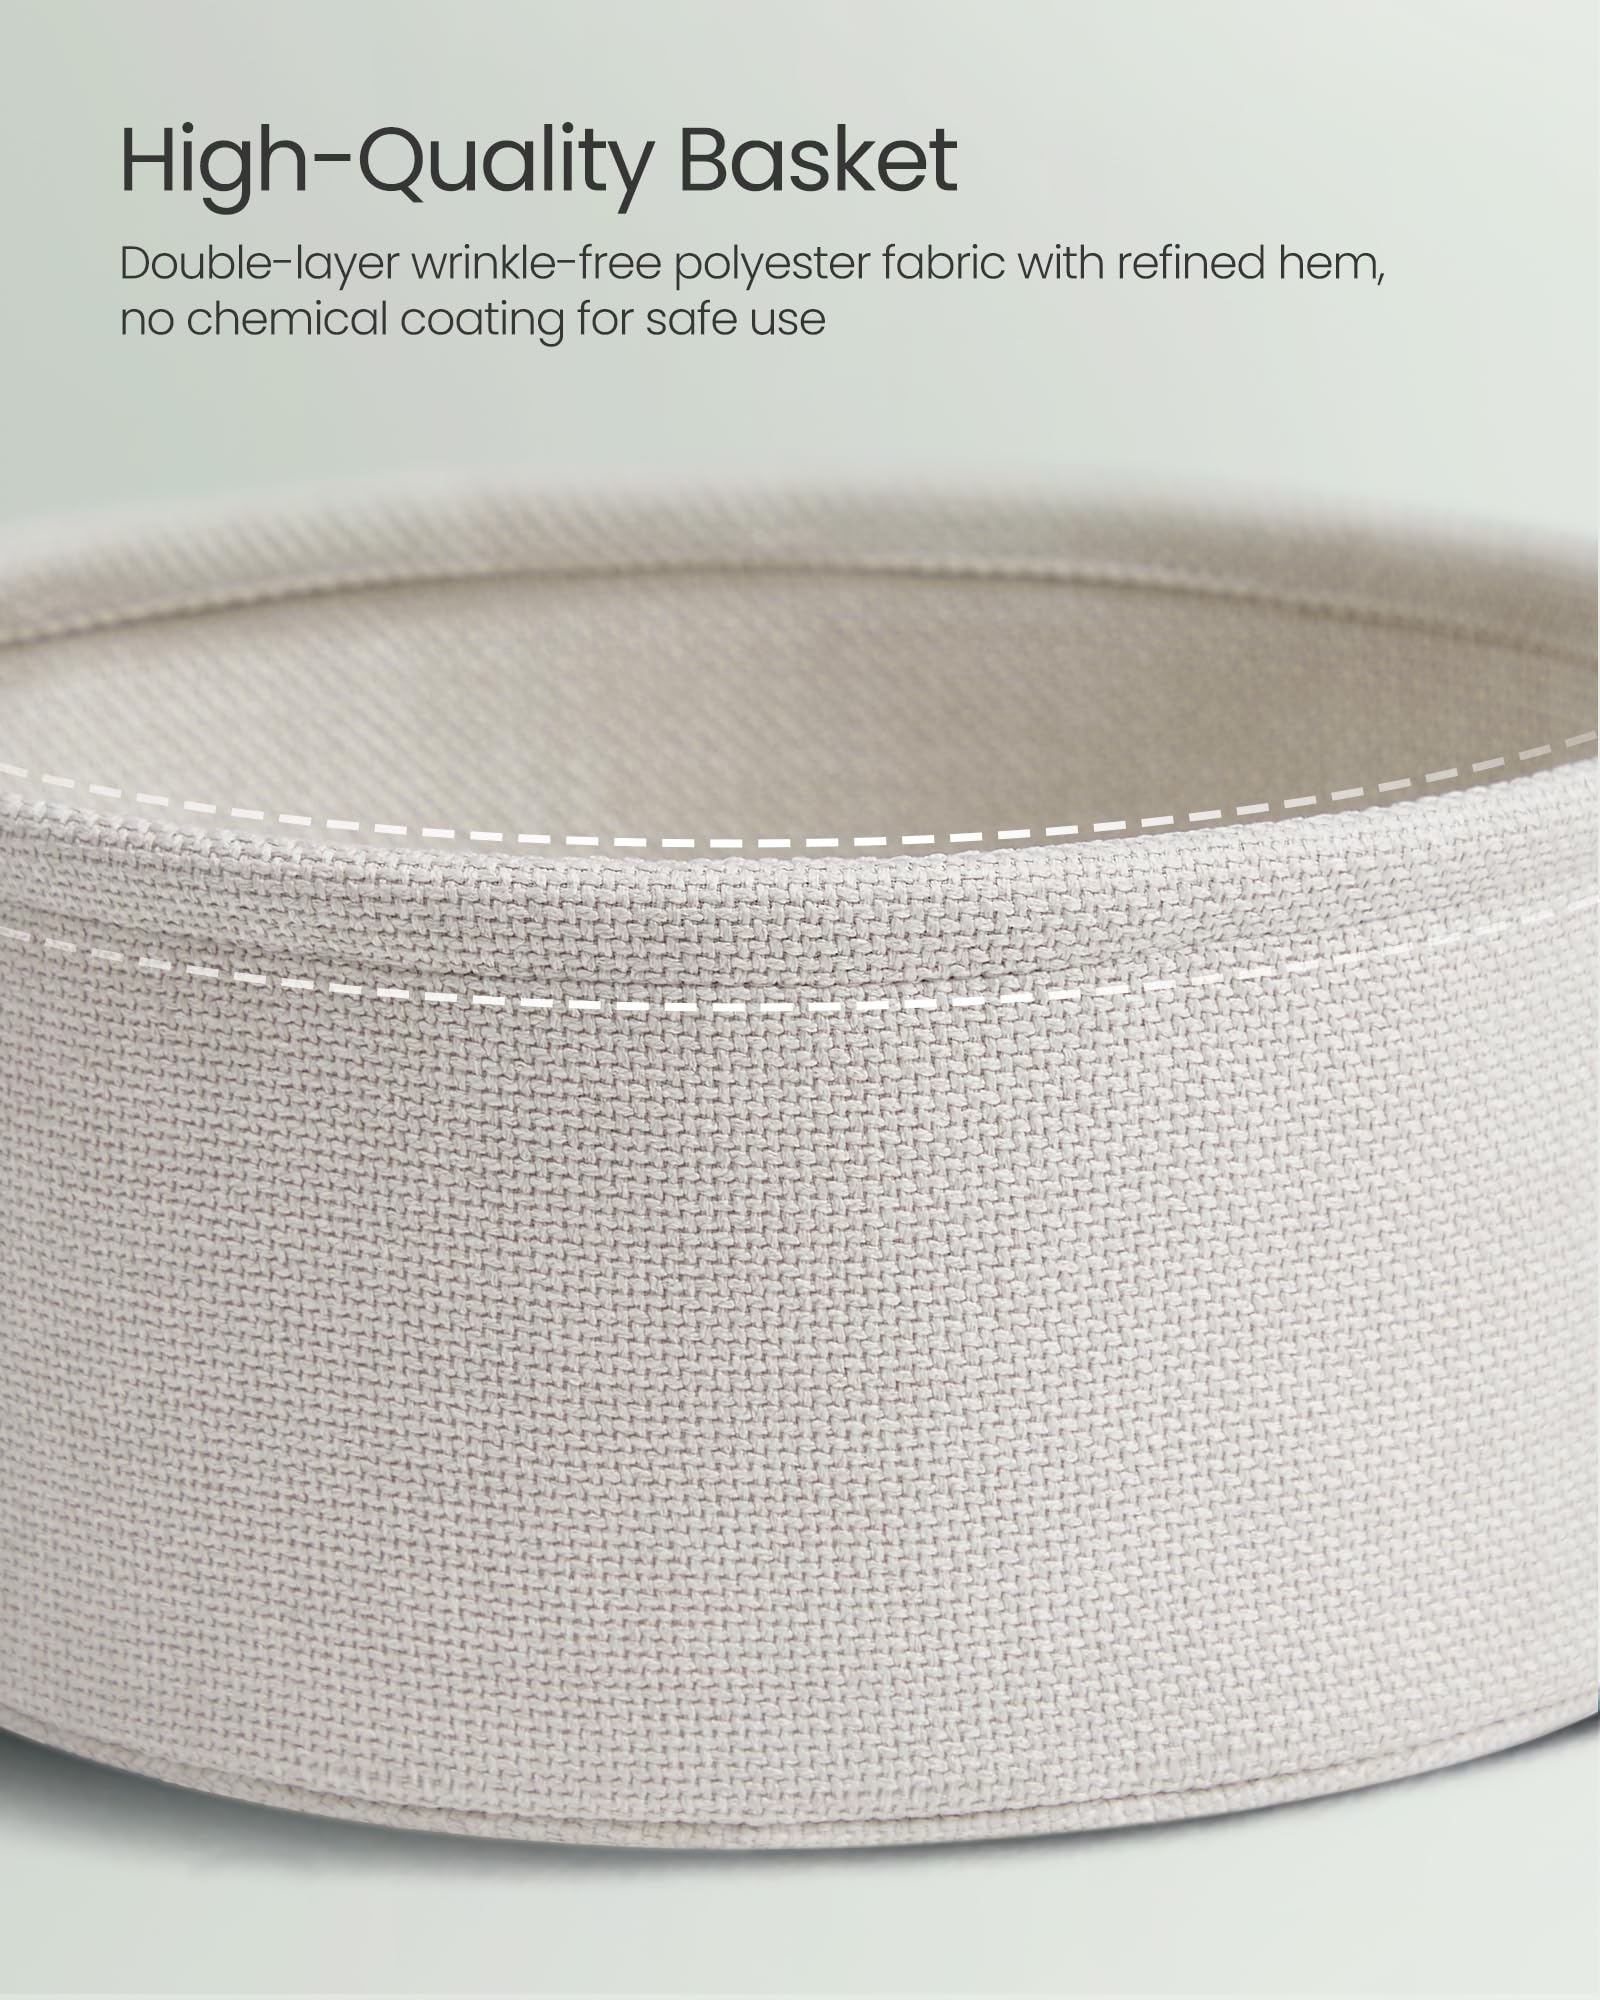 High-Quality Basket
Double-layer wrinkle-free polyester fabric with refined hem,
no chemical coating for safe use